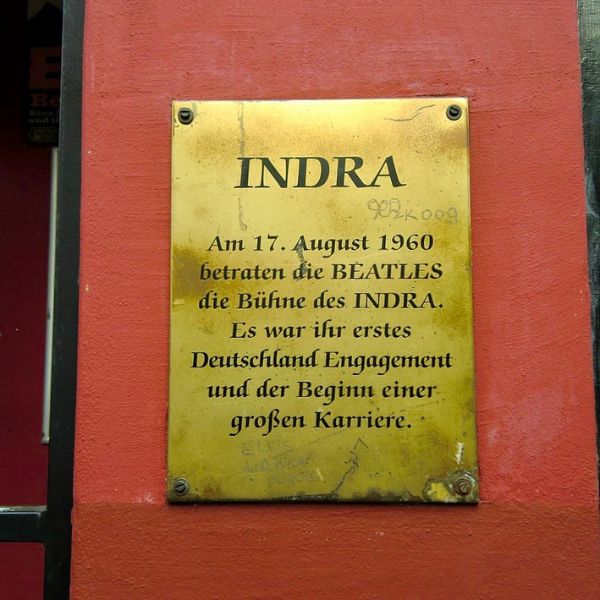 INDRA
Am 17. August 1960
betraten die BEATLES
die Bühne des INDRA.
Es war ihr erstes
Deutschland Engagement
und der Beginn einer
großen Karriere.